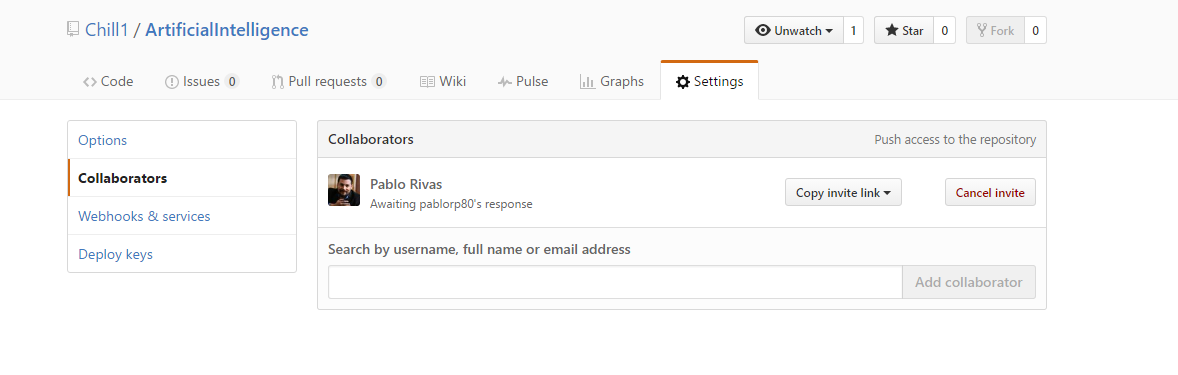 Chill1 / ArtificialIntelligence
Unwatch 1 Star 0 Fork 0
Code Issues 0 Pull requests 0 Wiki Pulse Graphs Settings
Options
Collaborators
Webhooks & services
Deploy keys
Collaborators Push access to the repository
Pablo Rivas
Awaiting pablorp80's response
Copy invite link Cancel invite
Search by username, full name or email address
Add collaborator